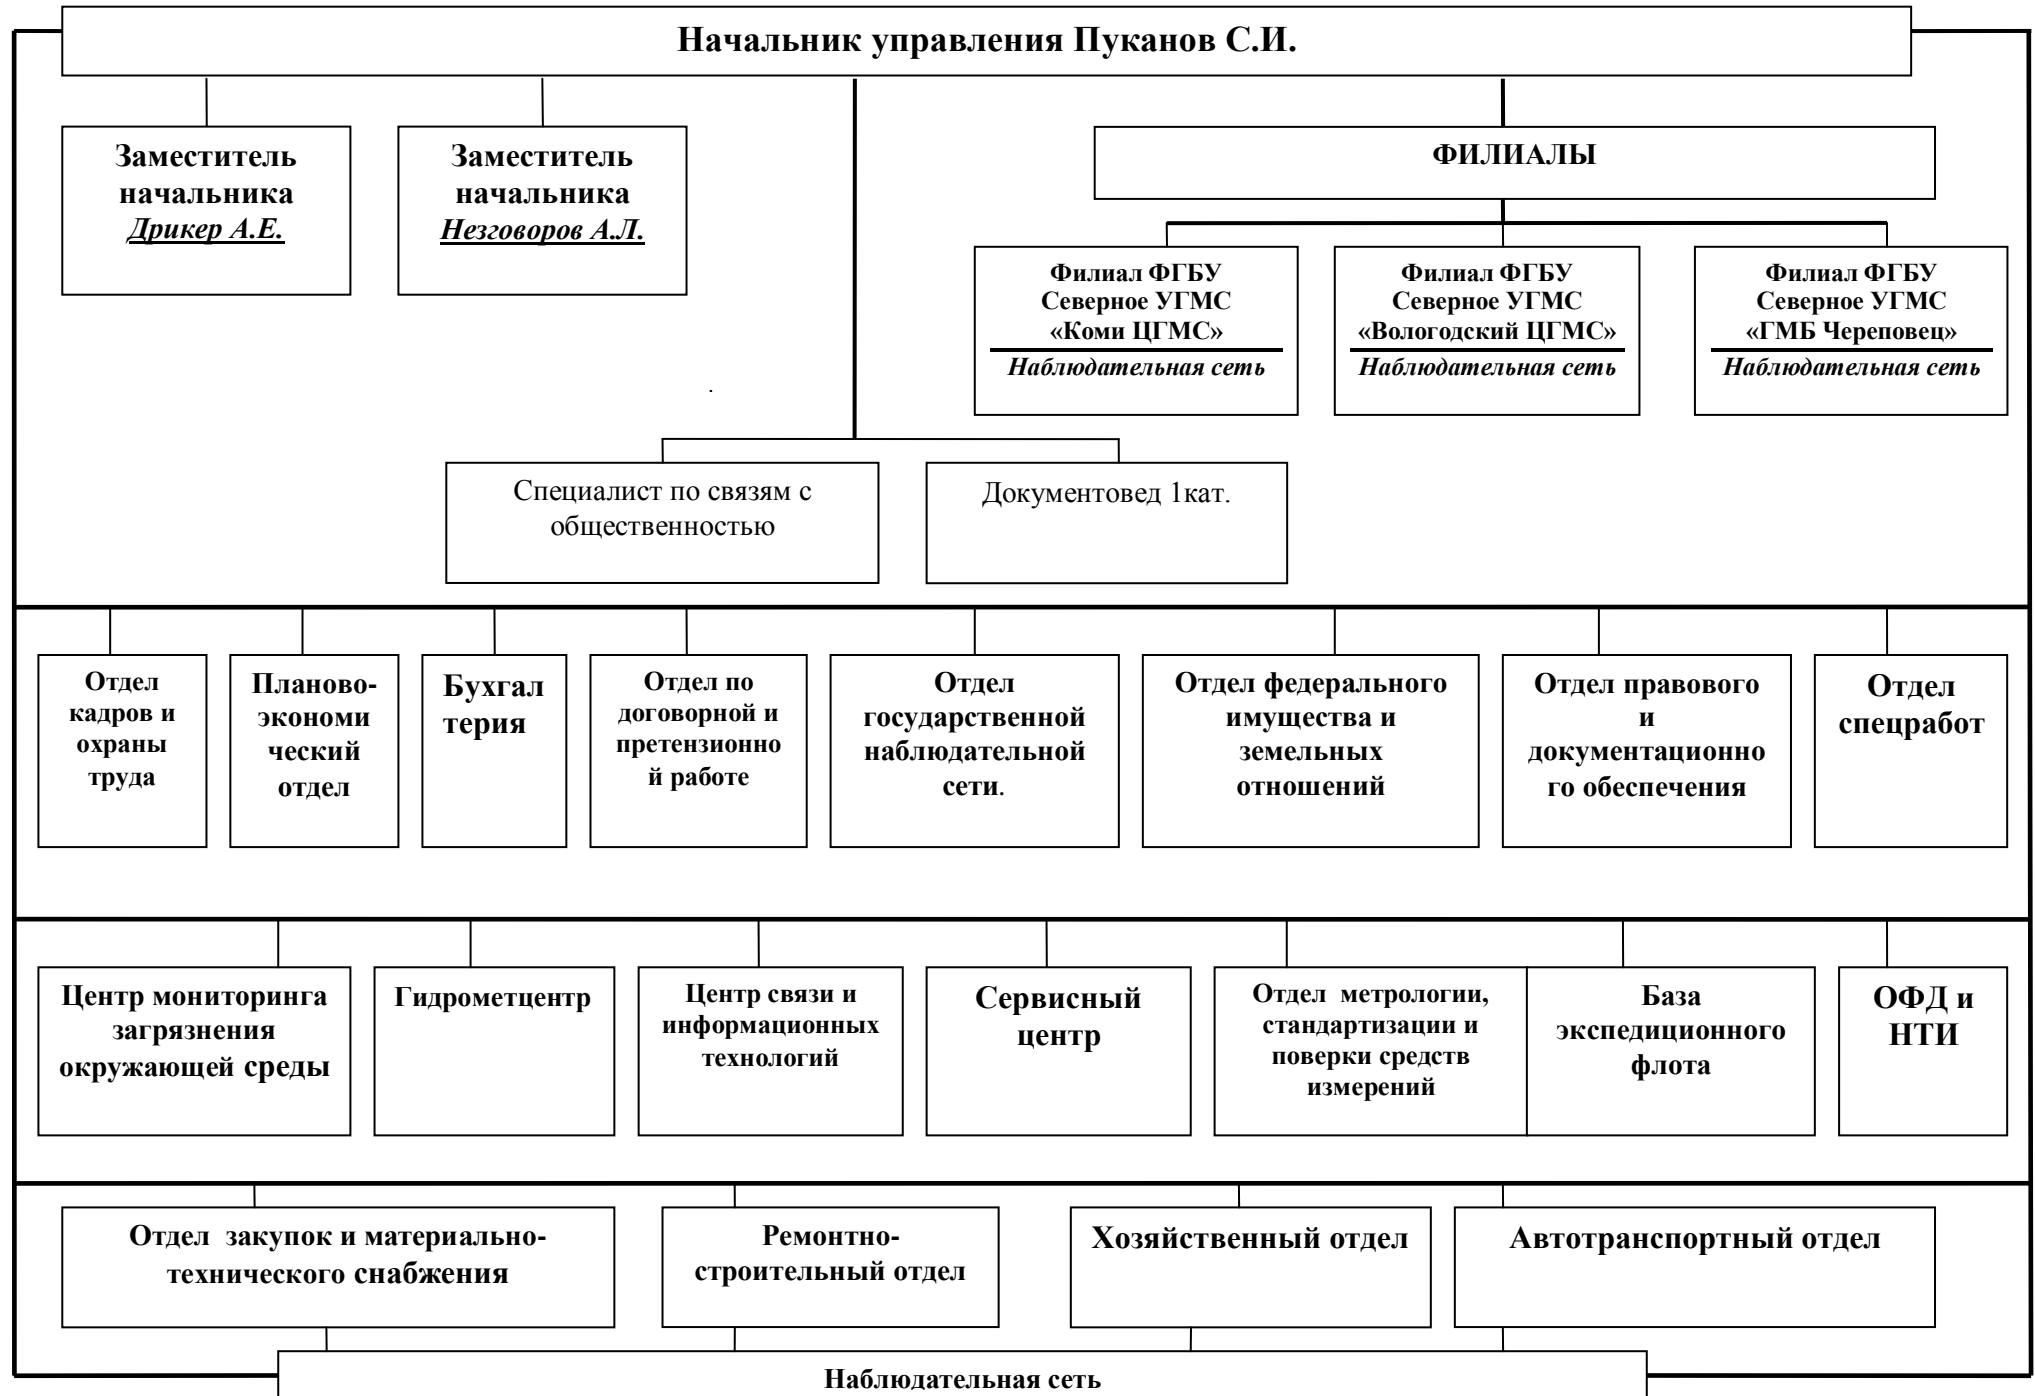 Начальник управления Пуканов С.И.
Заместитель
начальника
Дрикер А.Е.
Заместитель
начальника
Незговоров А.Л.
ФИЛИАЛЫ
Филиал ФГБУ
Северное УГМС
«Коми ЦГМС»
Наблюдательная сеть
Филиал ФГБУ
Северное УГМС
«Вологодский ЦГМС»
Наблюдательная сеть
Филиал ФГБУ
Северное УГМС
«ГМБ Череповец»
Наблюдательная сеть
.
Специалист по связям с
общественностью
Документовед 1кат.
Отдел
кадров и
охраны
труда
Планово-
экономи
ческий
отдел
Бухгал
терия
Отдел по
договорной и
претензионно
й работе
Отдел
государственной
наблюдательной
сети.
Отдел федерального
имущества и
земельных
отношений
Отдел правового
и
документационно
го обеспечения
Отдел
спецработ
Центр мониторинга
загрязнения
окружающей среды
Гидрометцентр
Центр связи и
информационных
технологий
Сервисный
центр
Отдел метрологии,
стандартизации и
поверки средств
измерений
База
экспедиционного
флота
ОФД и
НТИ
Отдел закупок и материально-
технического снабжения
Ремонтно-
строительный отдел
Хозяйственный отдел
Автотранспортный отдел
Наблюдательная сеть